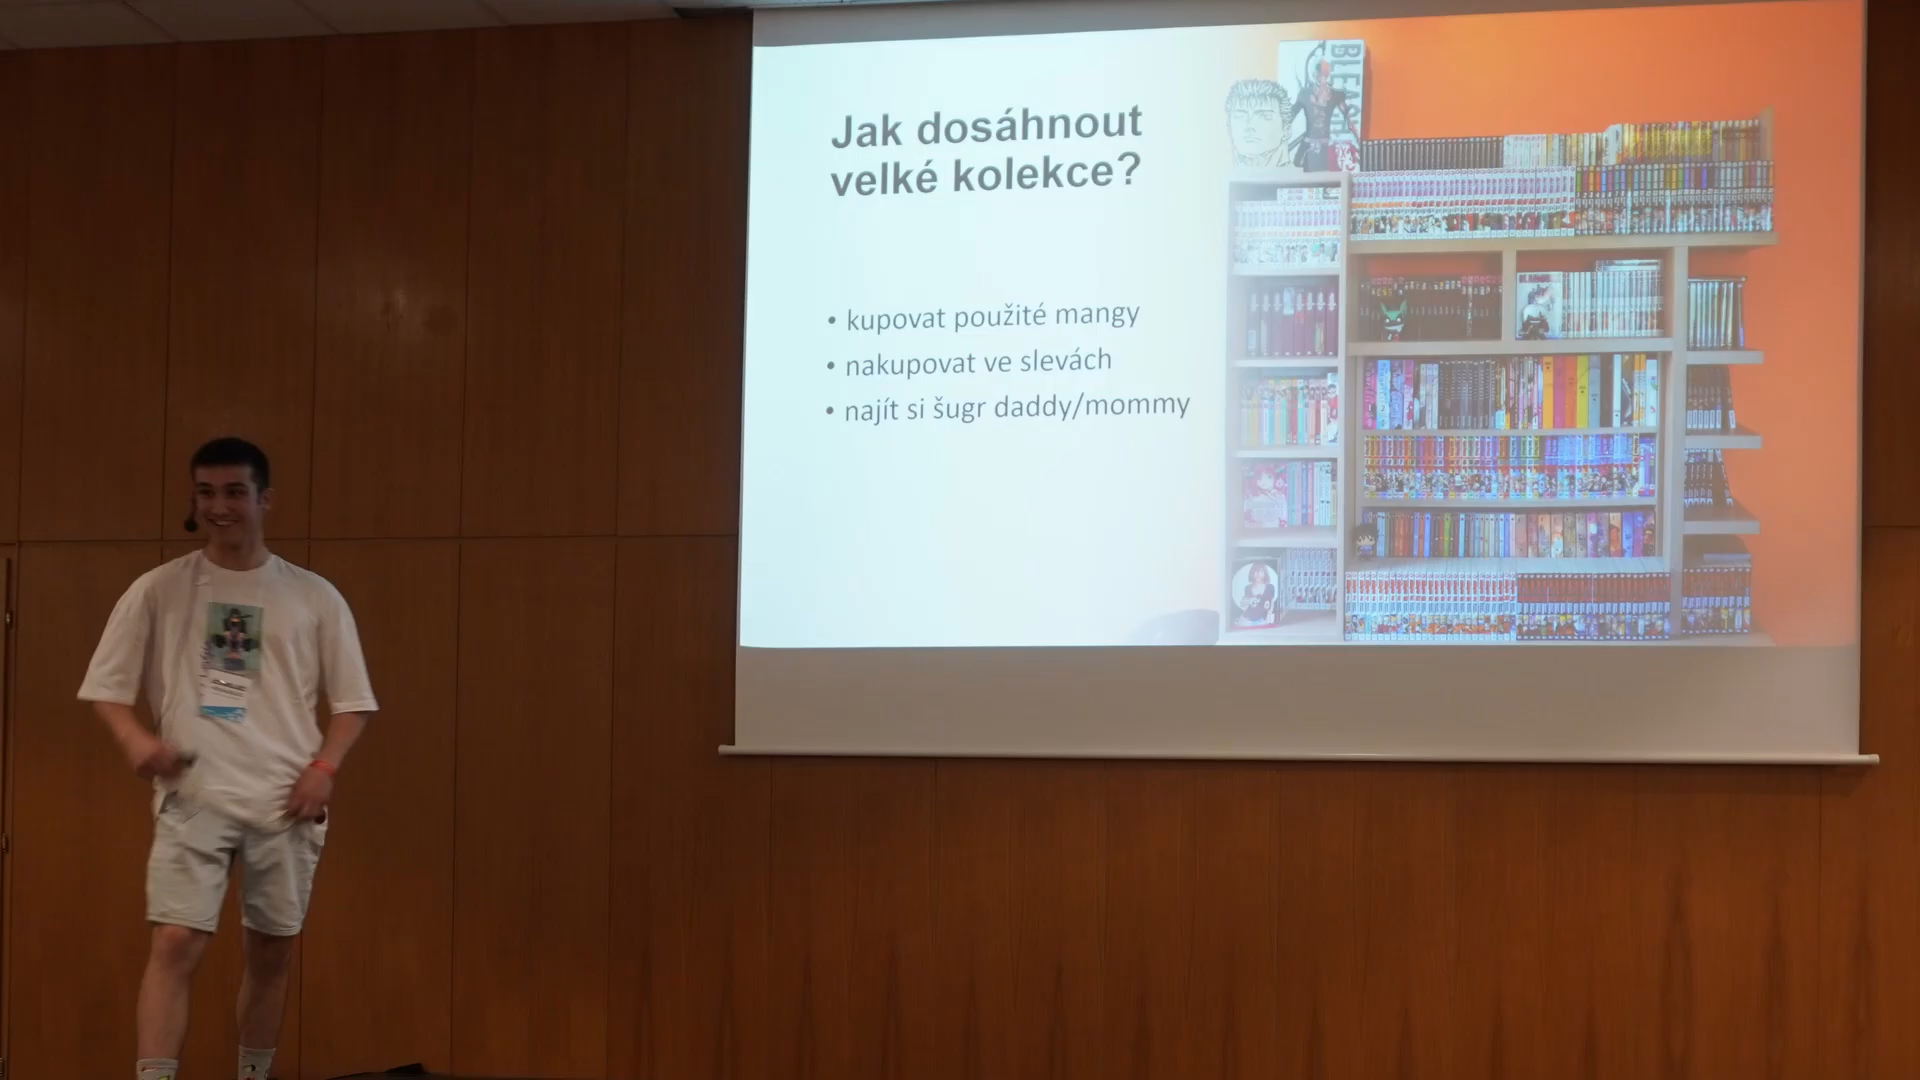 Jak dosáhnout
velké kolekce?
• kupovat použité mangy
• nakupovat ve slevách
• najít si šugr daddy/mommy
BLEACH